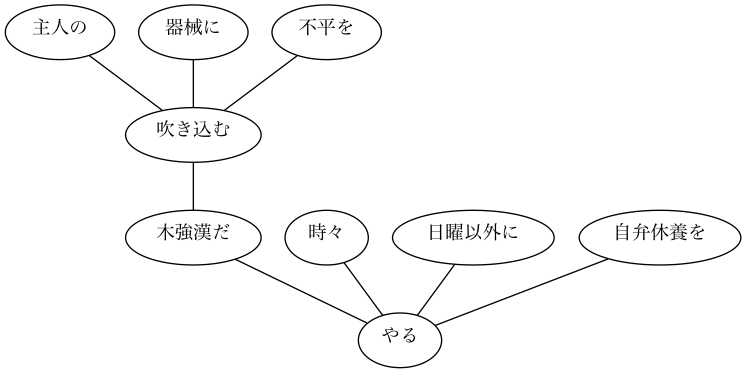 主人の
器械に
不平を
吹き込む
木強漢だ
時々
日曜以外に
自弁休養を
やる